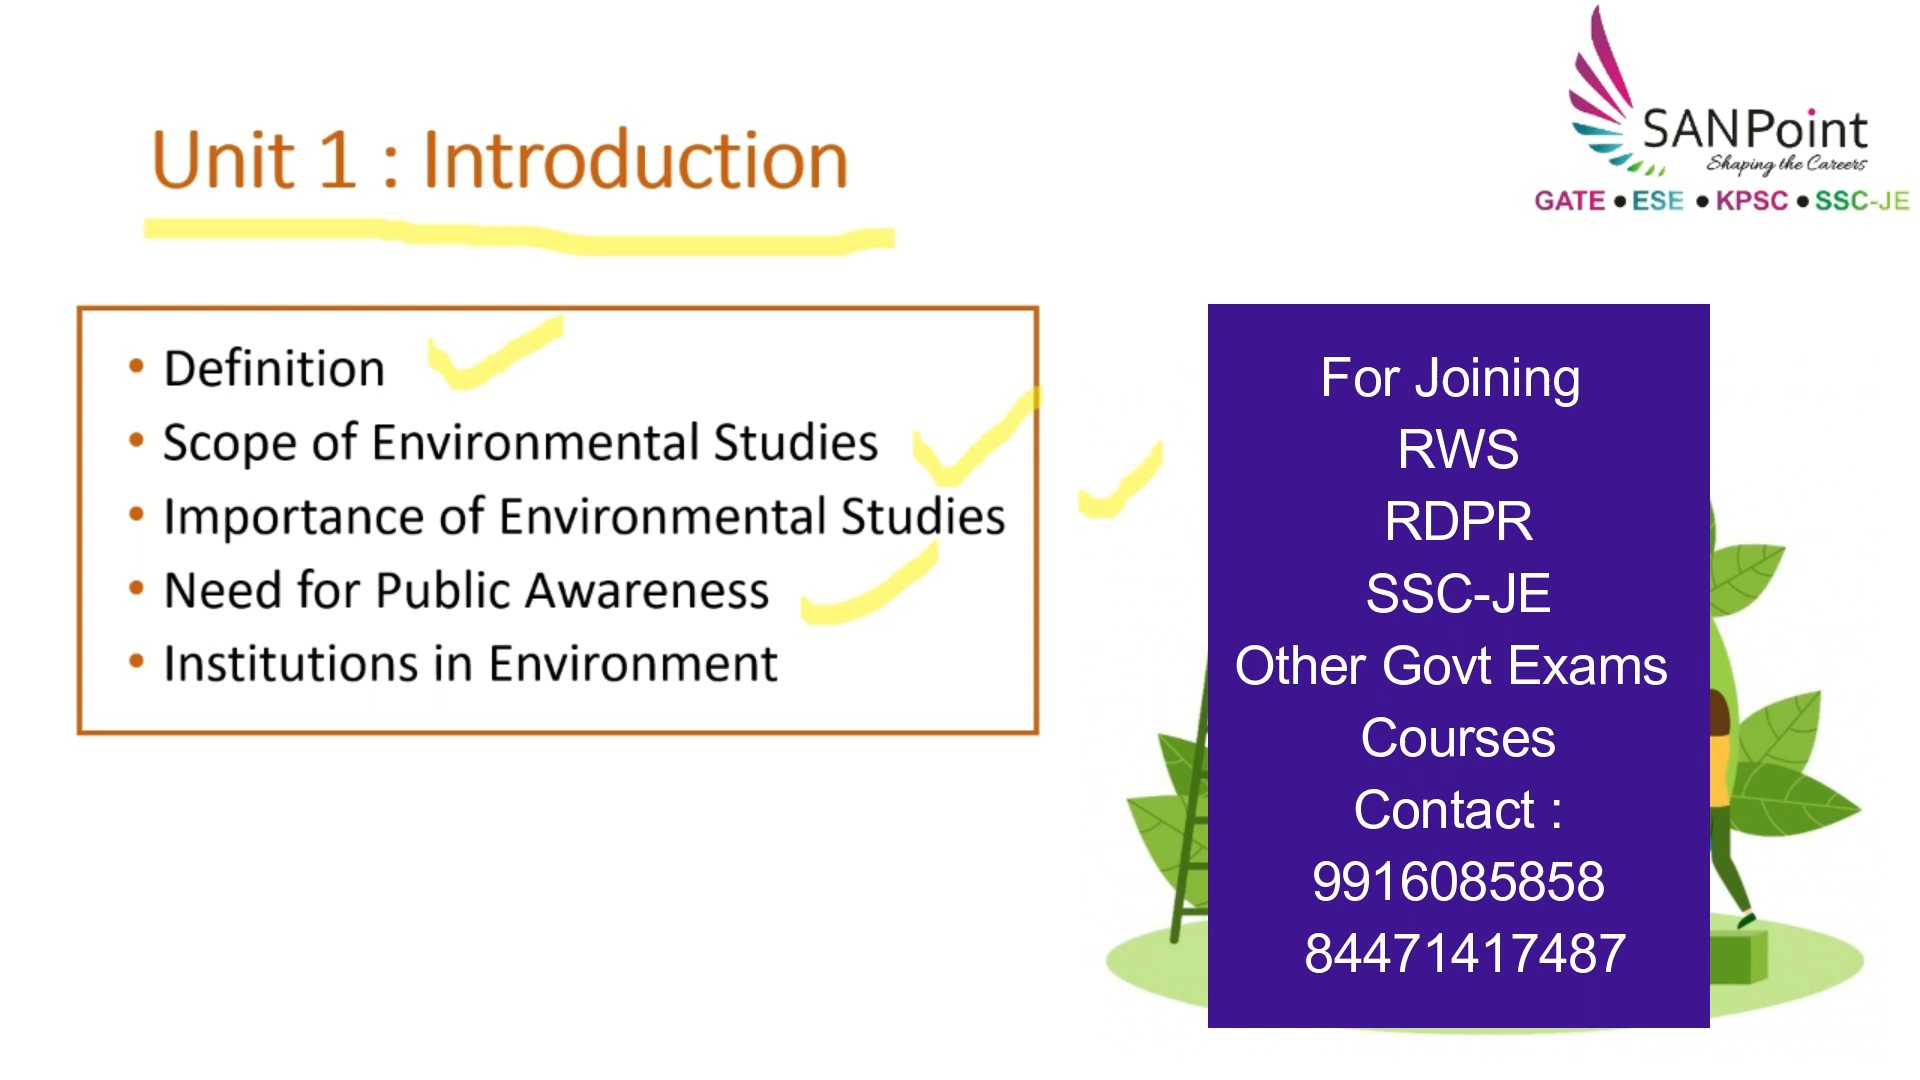 SANPoint
Shaping the Careers
GATE ● ESE ● KPSC ● SSC-JE
Unit 1 : Introduction
• Definition
• Scope of Environmental Studies
• Importance of Environmental Studies
• Need for Public Awareness
• Institutions in Environment
For Joining
RWS
RDPR
SSC-JE
Other Govt Exams
Courses
Contact :
9916085858
84471417487